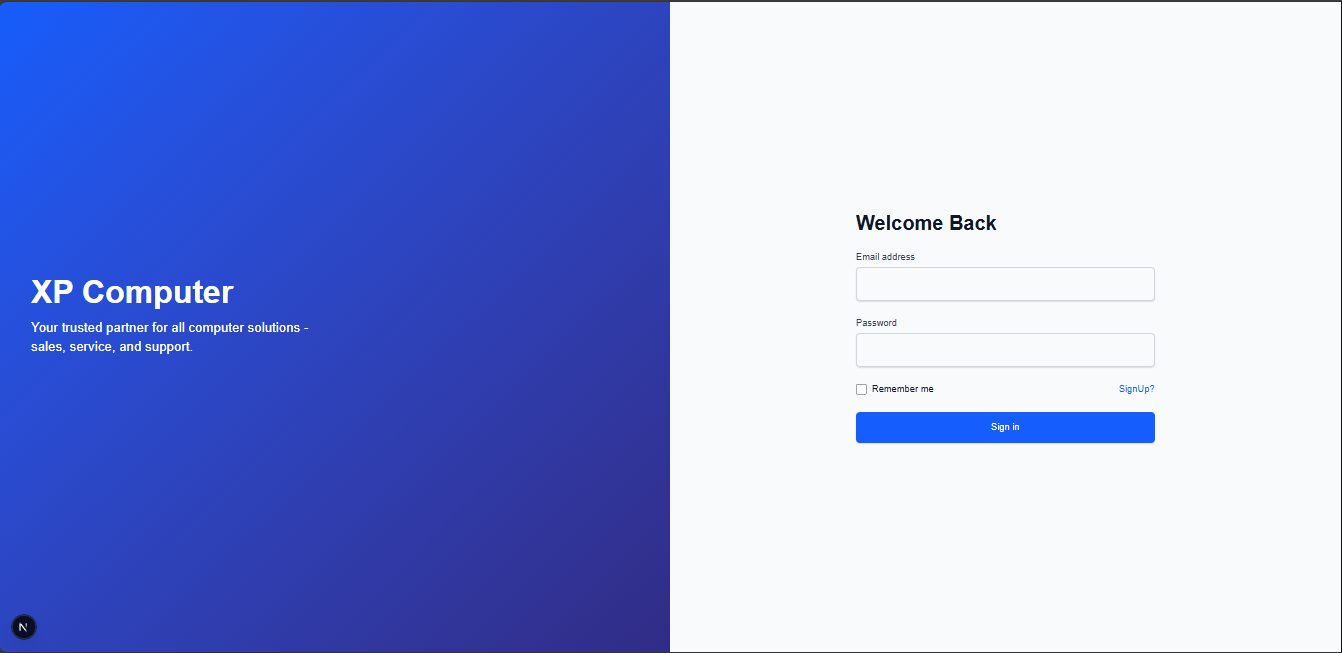 XP Computer
Your trusted partner for all computer solutions -
sales, service, and support.
N
Welcome Back
Email address
Password
Remember me
SignUp?
Sign in